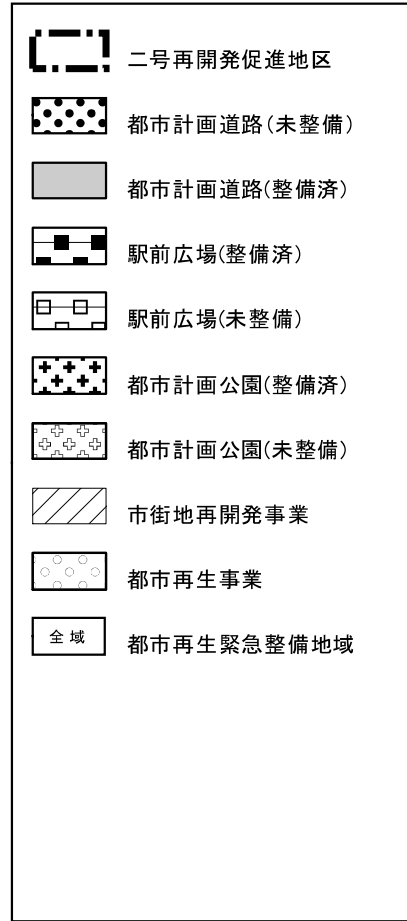 二号再開発促進地区
都市計画道路(未整備)
都市計画道路(整備済)
駅前広場(整備済)
駅前広場(未整備)
都市計画公園(整備済)
都市計画公園(未整備)
市街地再開発事業
都市再生事業
全域 都市再生緊急整備地域